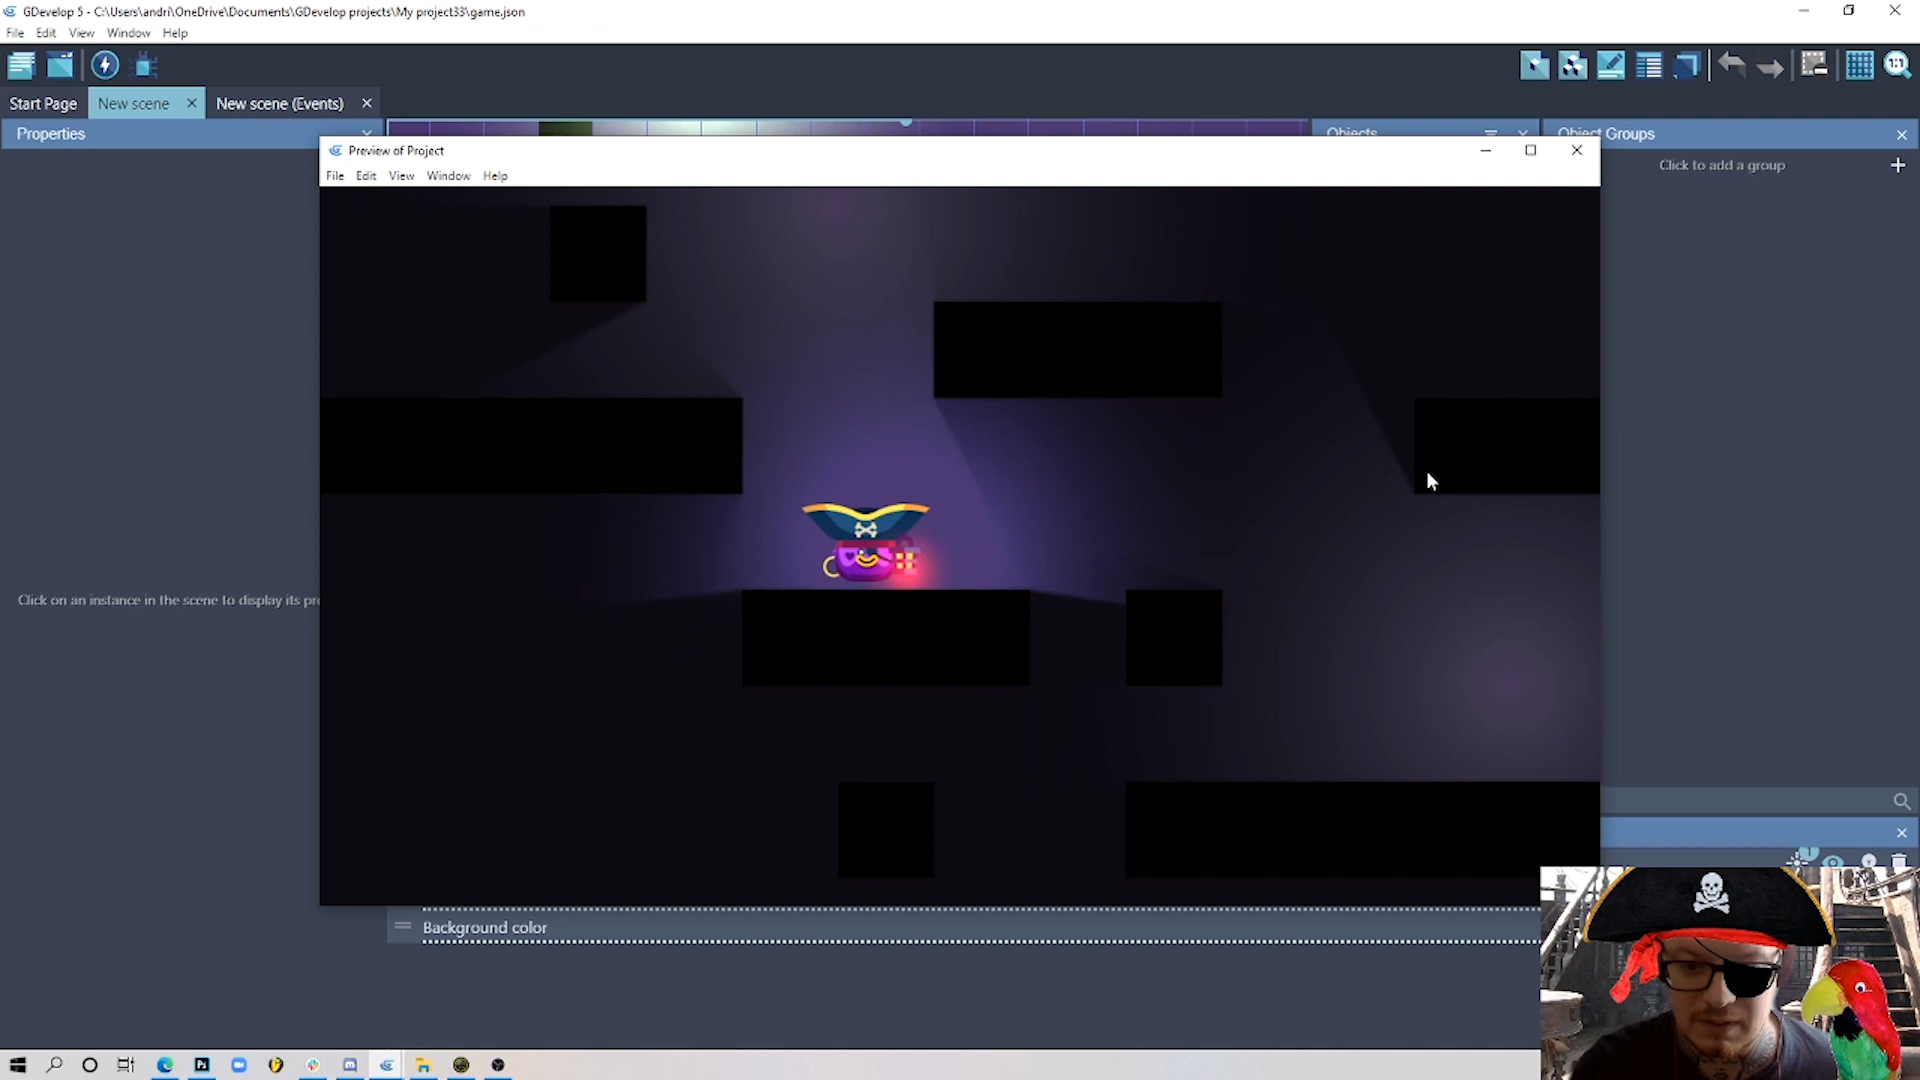 GDevelop 5 - C:\Users\andri\OneDrive\Documents\GDevelop projects\My project33\game.json
File Edit View Window Help
1:1
Start Page New scene New scene (Events)
Properties Objects Object Groups
Preview of Project
Click to add a group
File Edit View Window Help
Click on an instance in the scene to display its pr
Background color